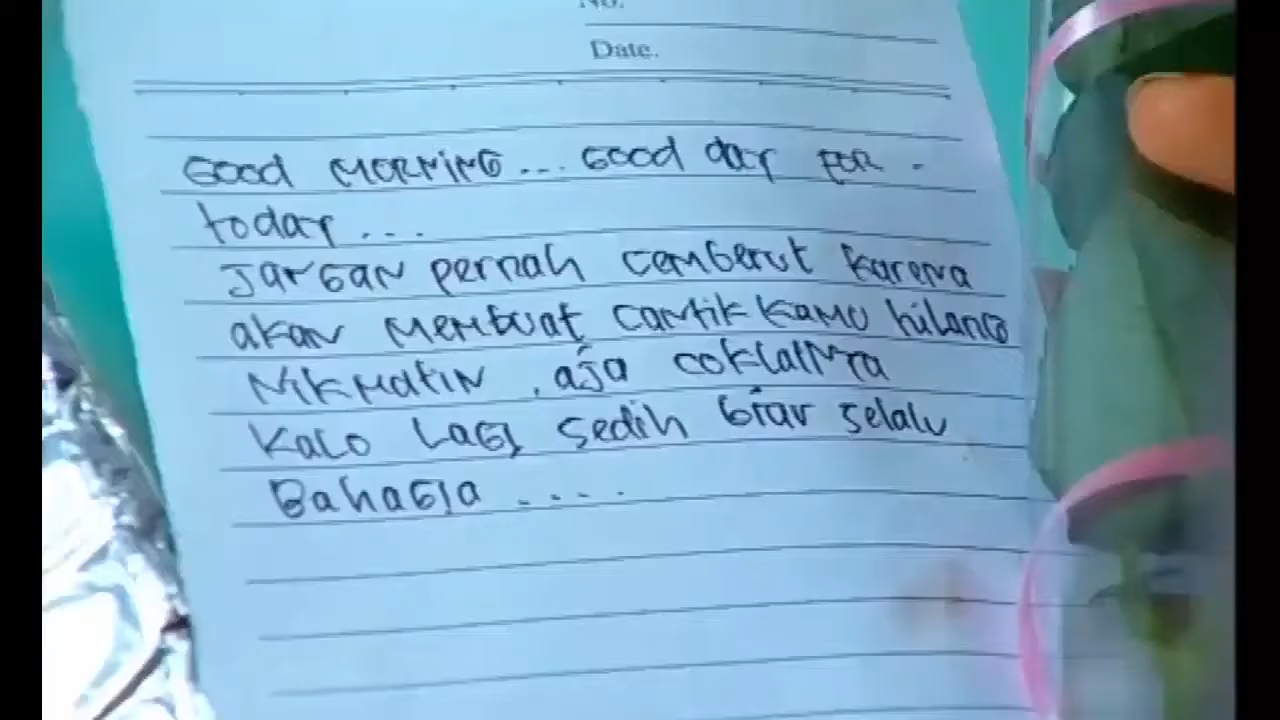 No.
Date.
Good morning... Good day for.
today...
Jangan pernah cemberut karena
akan membuat cantik kamu hilang
Nikmatin aja coklatnya
Kalo Lagi sedih biar selalu
Bahagia ....